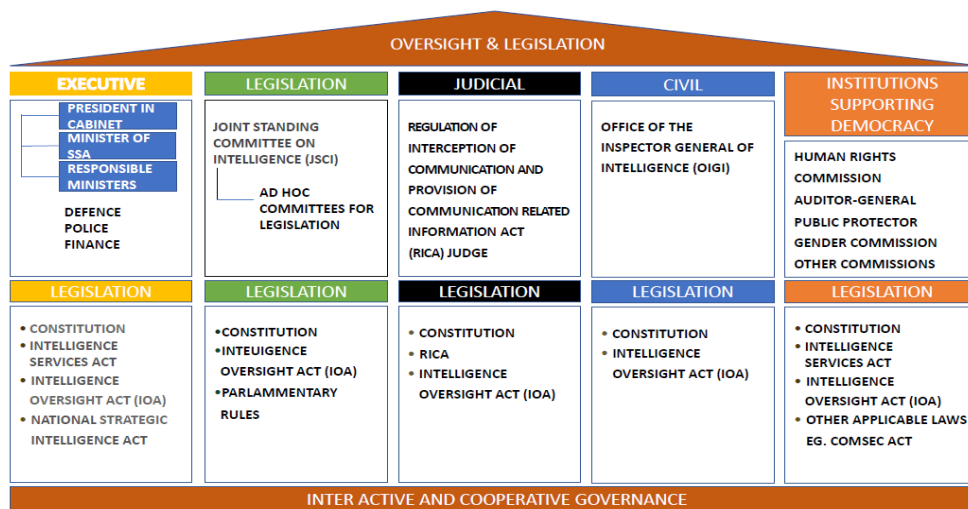 OVERSIGHT & LEGISLATION
EXECUTIVE
PRESIDENT IN
CABINET
MINISTER OF
SSA
RESPONSIBLE
MINISTERS
DEFENCE
POLICE
FINANCE
LEGISLATION
JOINT STANDING
COMMITTEE ON
INTELLIGENCE (JSCI)
AD HOC
COMMITTEES FOR
LEGISLATION
JUDICIAL
REGULATION OF
INTERCEPTION OF
COMMUNICATION AND
PROVISION OF
COMMUNICATION RELATED
INFORMATION ACT
(RICA) JUDGE
CIVIL
OFFICE OF THE
INSPECTOR GENERAL OF
INTELLIGENCE (OIGI)
INSTITUTIONS
SUPPORTING
DEMOCRACY
HUMAN RIGHTS
COMMISSION
AUDITOR-GENERAL
PUBLIC PROTECTOR
GENDER COMMISSION
OTHER COMMISSIONS
LEGISLATION
• CONSTITUTION
• INTELLIGENCE
SERVICES ACT
• INTELLIGENCE
OVERSIGHT ACT (IOA)
• NATIONAL STRATEGIC
INTELLIGENCE ACT
LEGISLATION
•CONSTITUTION
•INTEUIGENCE
OVERSIGHT ACT (IOA)
•PARLAMMENTARY
RULES
LEGISLATION
• CONSTITUTION
• RICA
• INTELLIGENCE
OVERSIGHT ACT (IOA)
LEGISLATION
• CONSTITUTION
• INTELLIGENCE
OVERSIGHT ACT (IOA)
LEGISLATION
• CONSTITUTION
• INTELLIGENCE
SERVICES ACT
• INTELLIGENCE
OVERSIGHT ACT (IOA)
• OTHER APPLICABLE LAWS
EG. COMSEC ACT
INTER ACTIVE AND COOPERATIVE GOVERNANCE